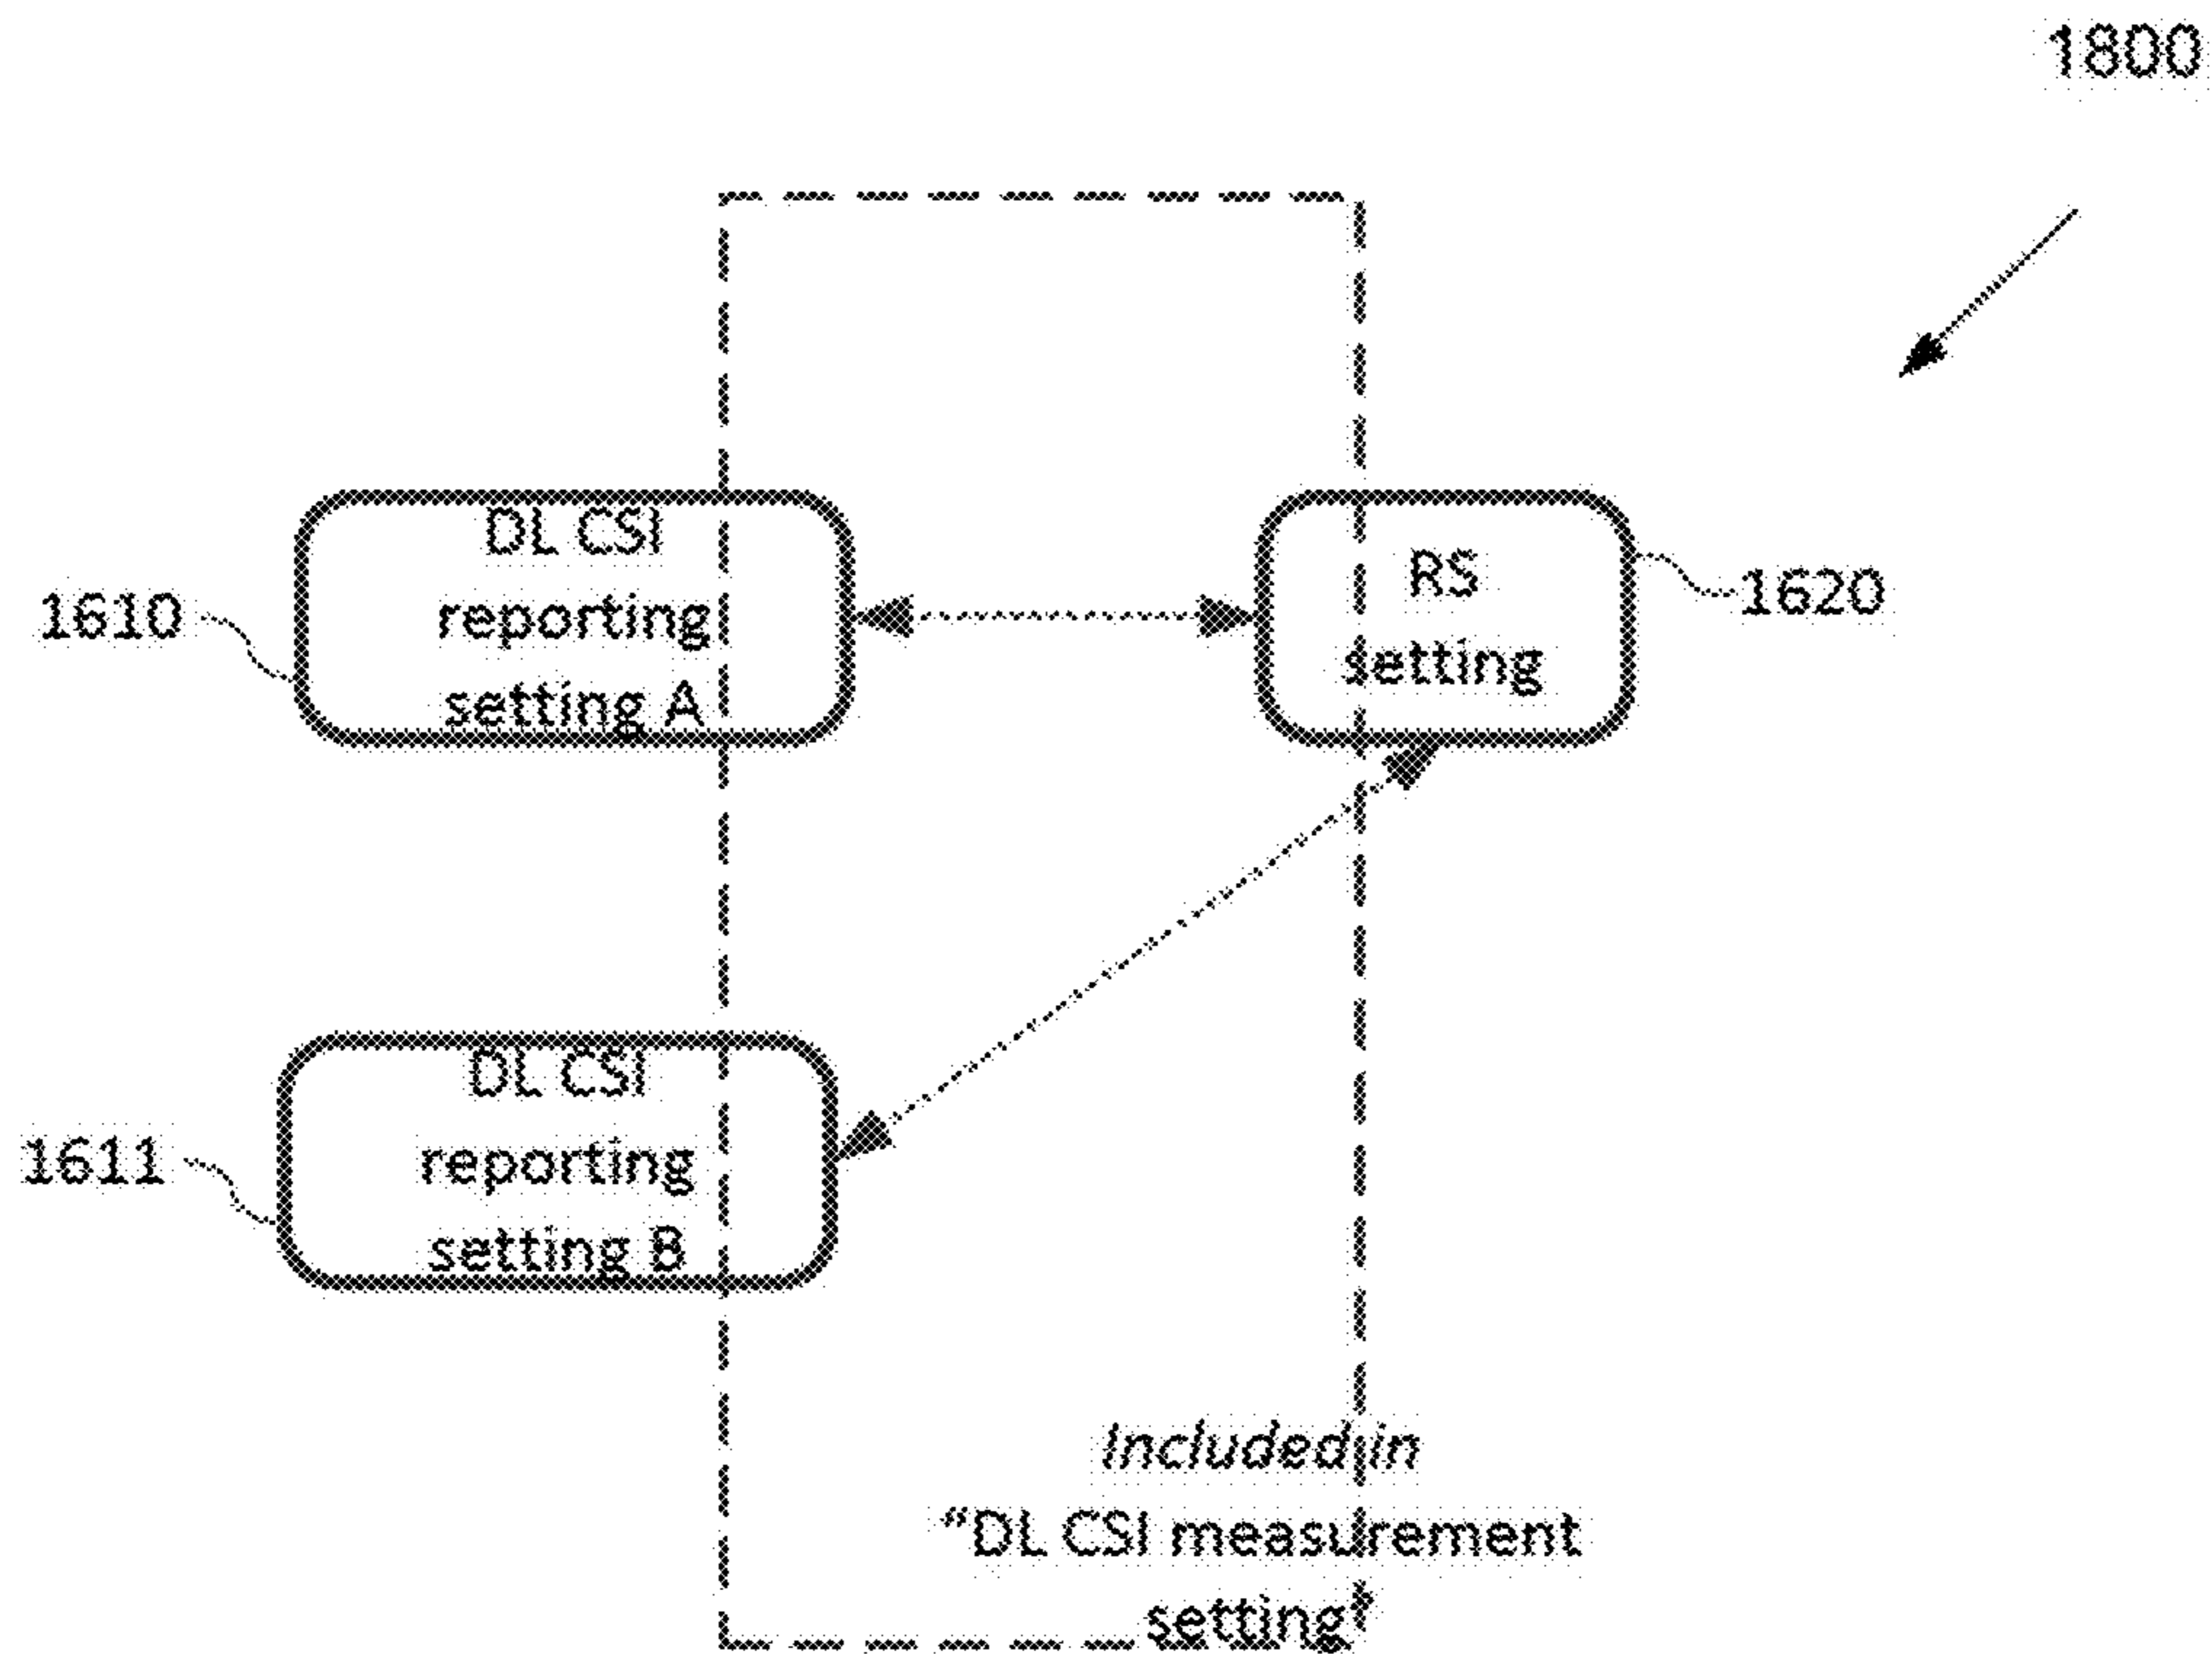 1800
DL CSI
reporting
setting A
1610
RS
setting
1620
DL CSI
reporting
setting B
1611
Included in
“DL CSI measurement
setting”